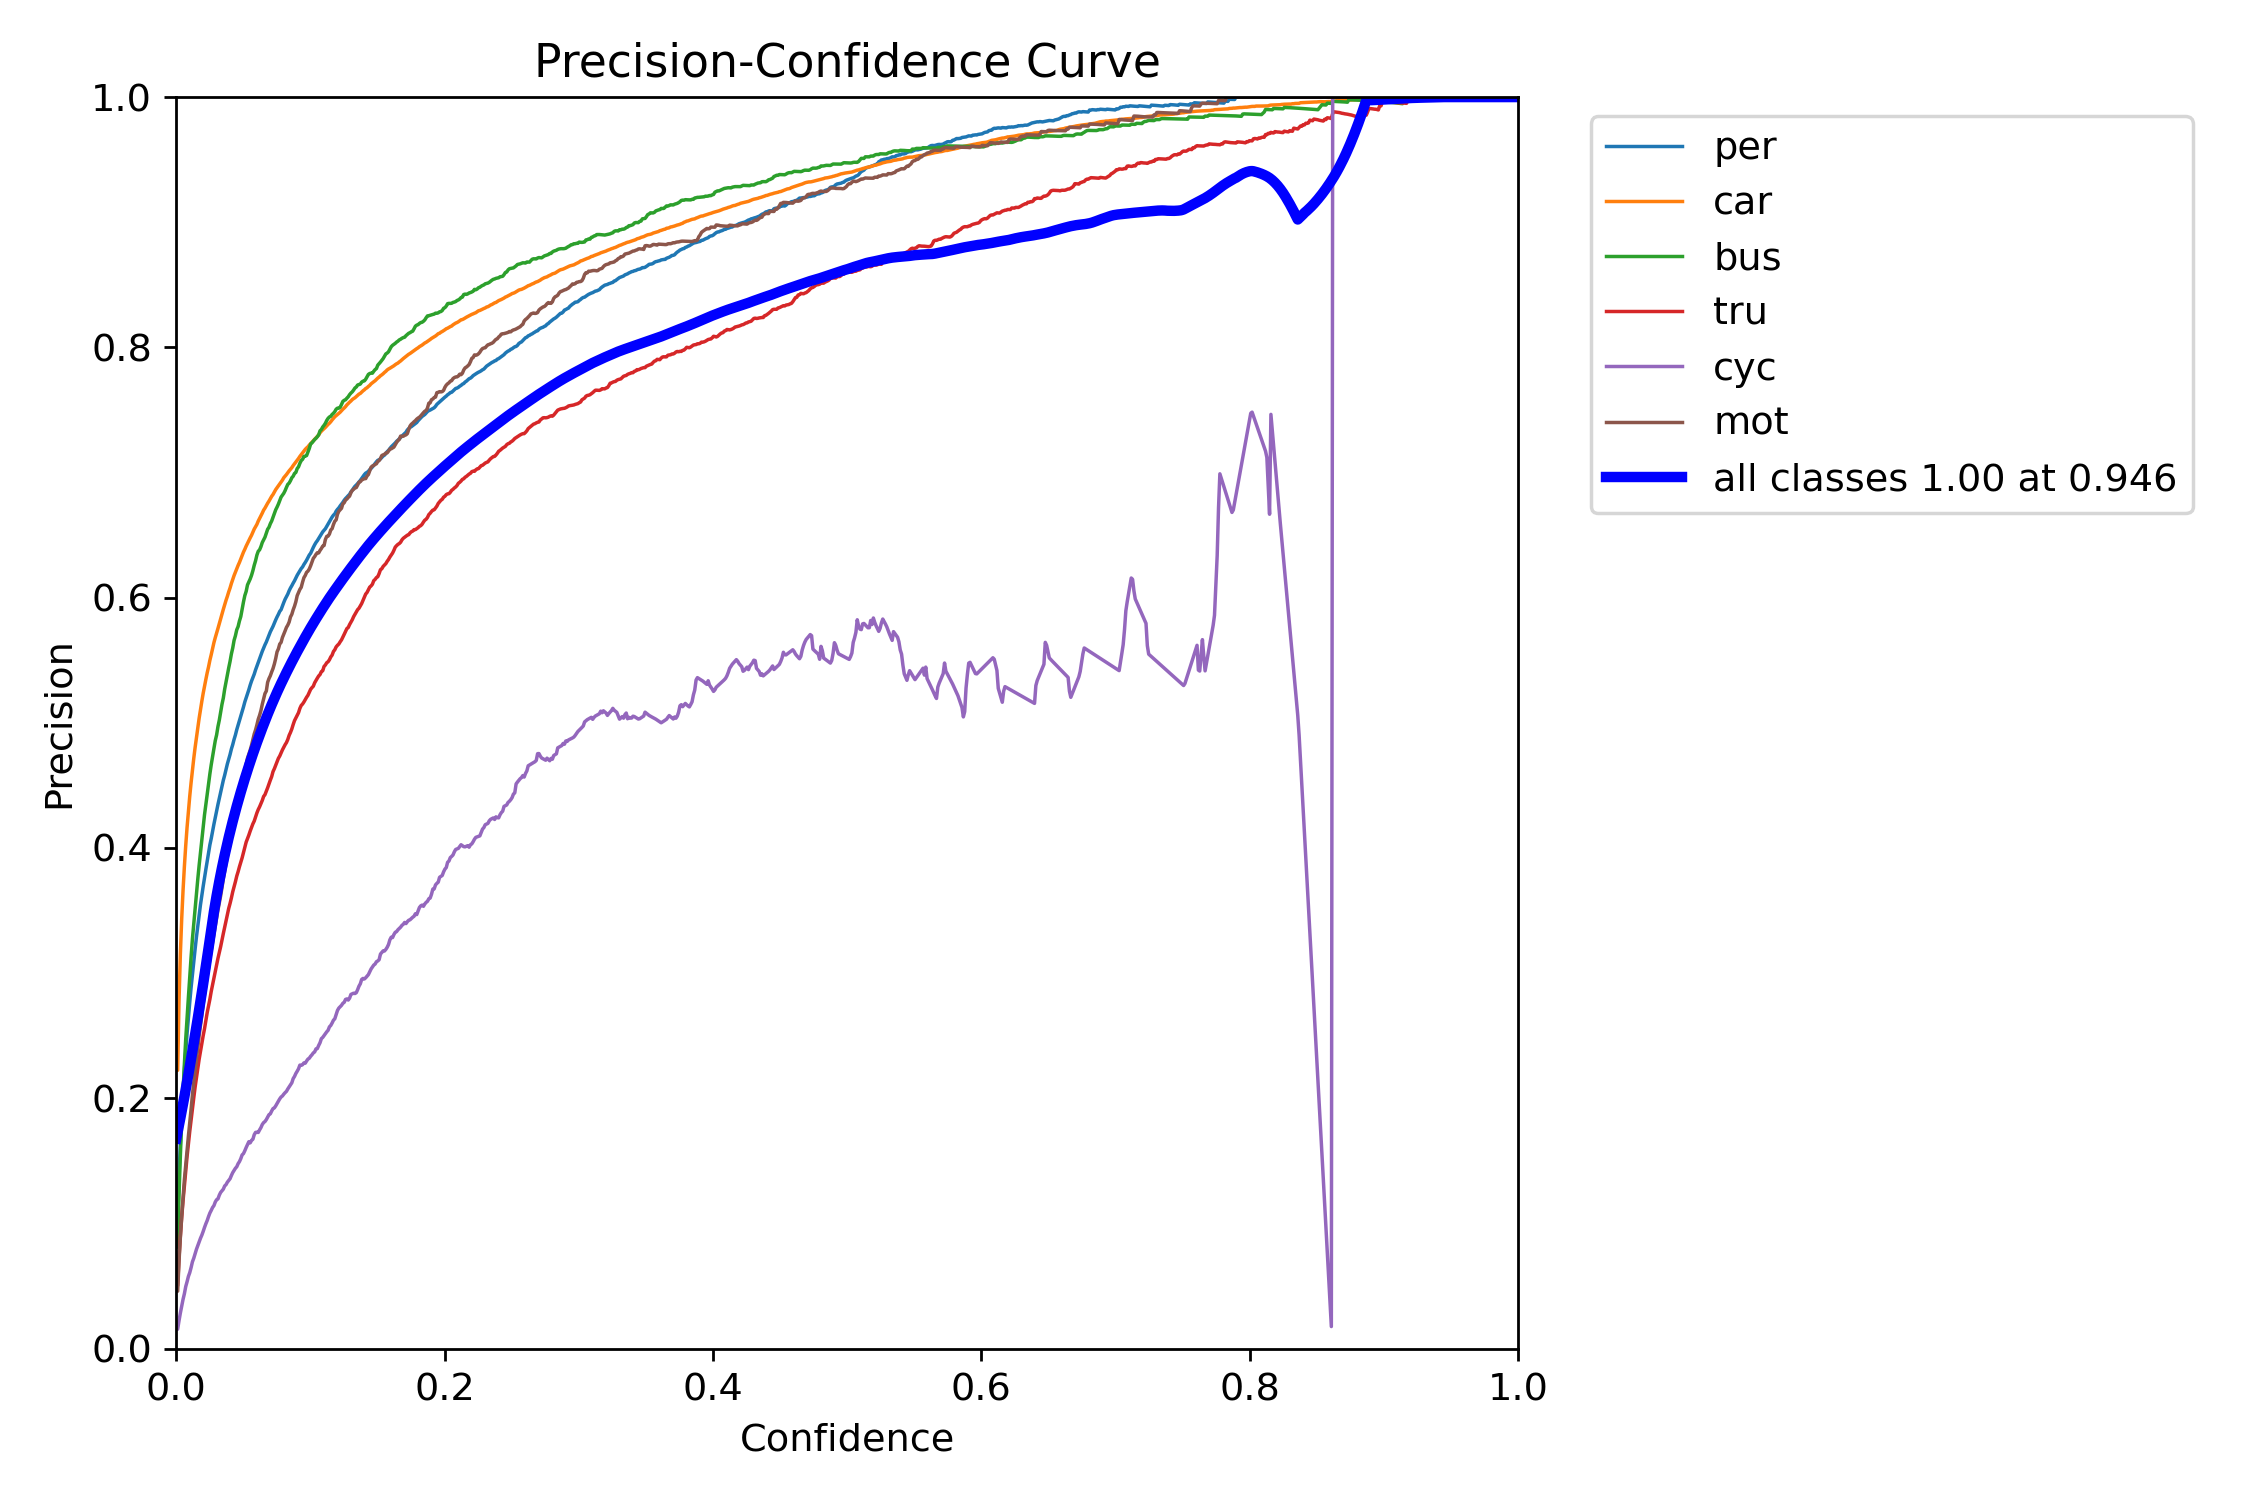 Precision-Confidence Curve
1.0
0.8
0.6
0.4
0.2
0.0
Precision
0.0 0.2 0.4 0.6 0.8 1.0
Confidence
per
car
bus
tru
cyc
mot
all classes 1.00 at 0.946